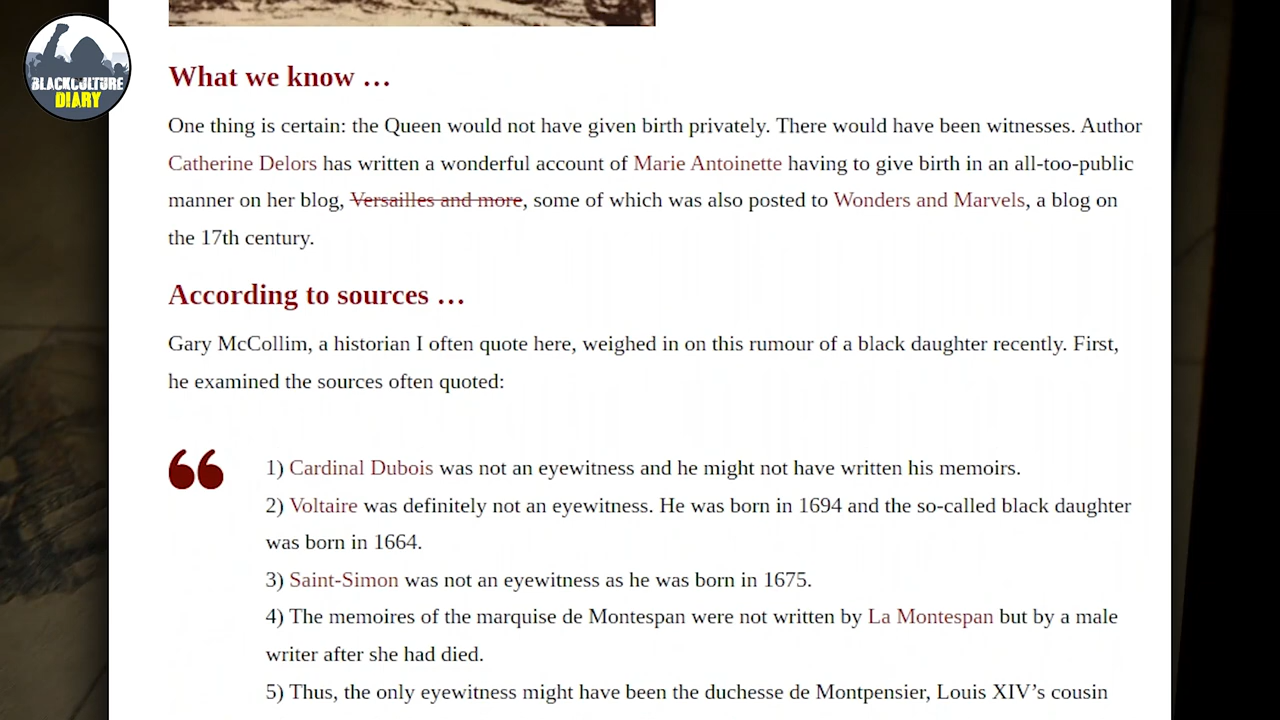 BLACKCULTURE
DIARY
What we know …
One thing is certain: the Queen would not have given birth privately. There would have been witnesses. Author
Catherine Delors has written a wonderful account of Marie Antoinette having to give birth in an all-too-public
manner on her blog, Versailles and more, some of which was also posted to Wonders and Marvels, a blog on
the 17th century.
According to sources …
Gary McCollim, a historian I often quote here, weighed in on this rumour of a black daughter recently. First,
he examined the sources often quoted:
“
1) Cardinal Dubois was not an eyewitness and he might not have written his memoirs.
2) Voltaire was definitely not an eyewitness. He was born in 1694 and the so-called black daughter
was born in 1664.
3) Saint-Simon was not an eyewitness as he was born in 1675.
4) The memoires of the marquise de Montespan were not written by La Montespan but by a male
writer after she had died.
5) Thus, the only eyewitness might have been the duchesse de Montpensier, Louis XIV’s cousin